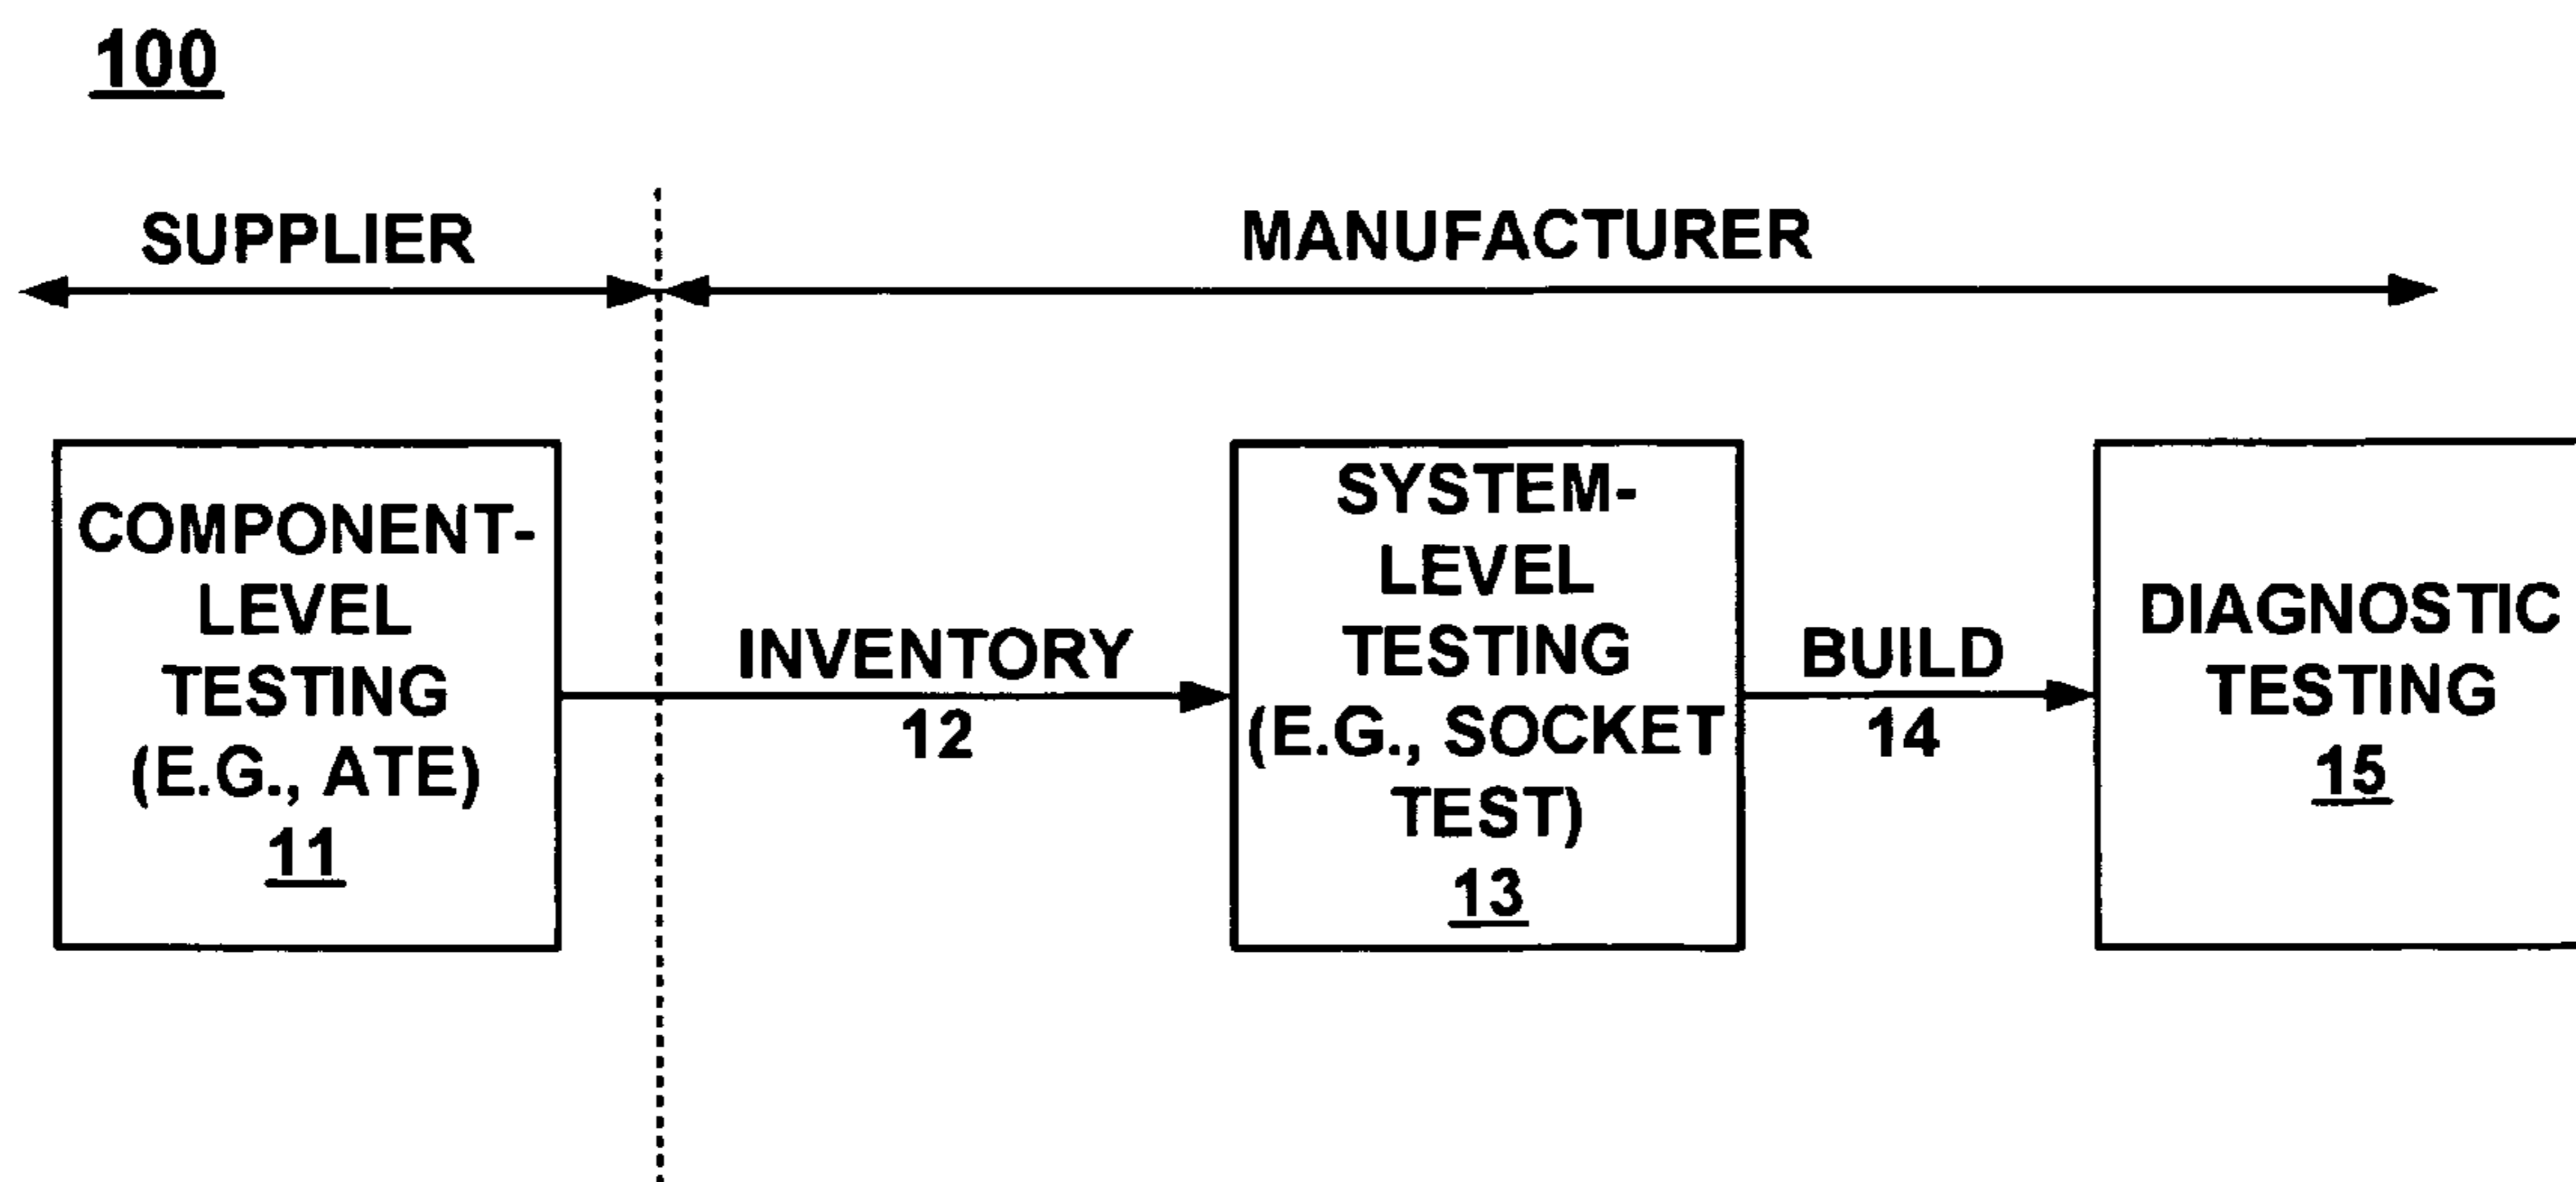 100
SUPPLIER
MANUFACTURER
COMPONENT-
LEVEL
TESTING
(E.G., ATE)
11
INVENTORY
12
SYSTEM-
LEVEL
TESTING
(E.G., SOCKET
TEST)
13
BUILD
14
DIAGNOSTIC
TESTING
15